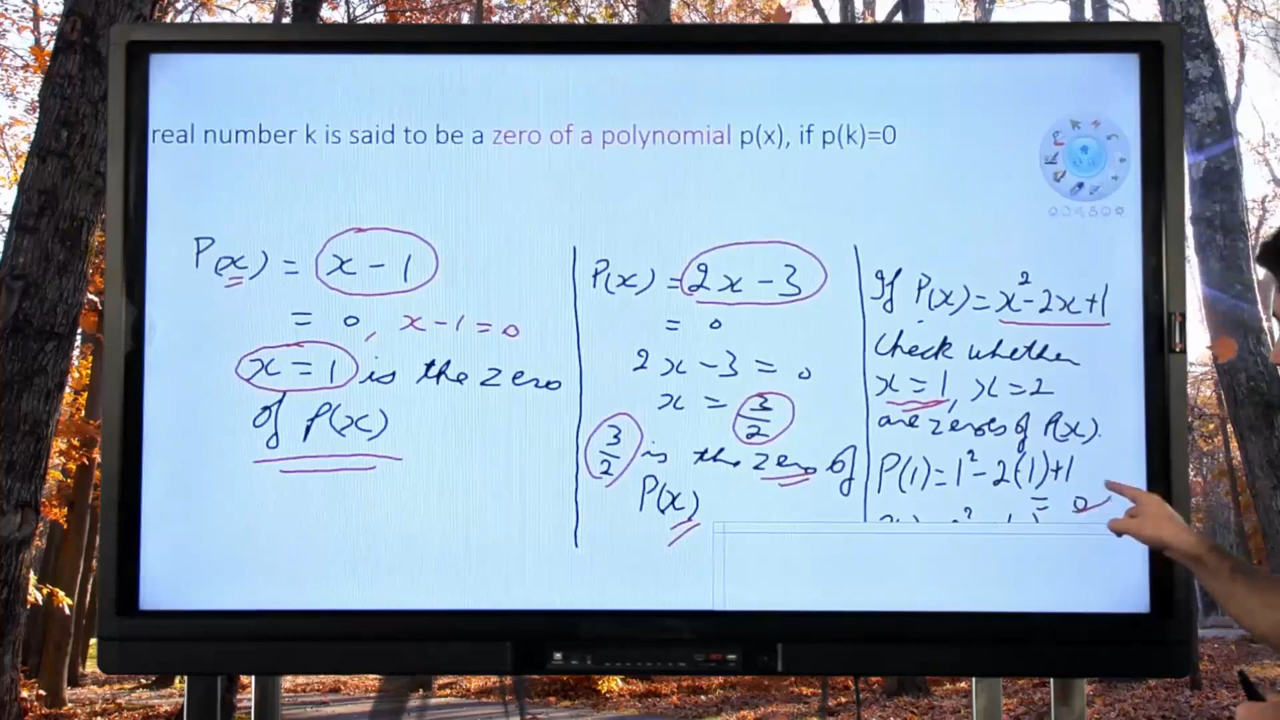 real number k is said to be a zero of a polynomial p(x), if p(k)=0
P(x) = x - 1
= 0, x - 1 = 0
x = 1 is the zero
of P(x)
P(x) = 2x - 3
= 0
2x - 3 = 0
x = 3/2
3/2 is the zero of
P(x)
If P(x) = x² - 2x + 1
check whether
x = 1, x = 2
are zeroes of P(x).
P(1) = 1² - 2(1) + 1
= 0